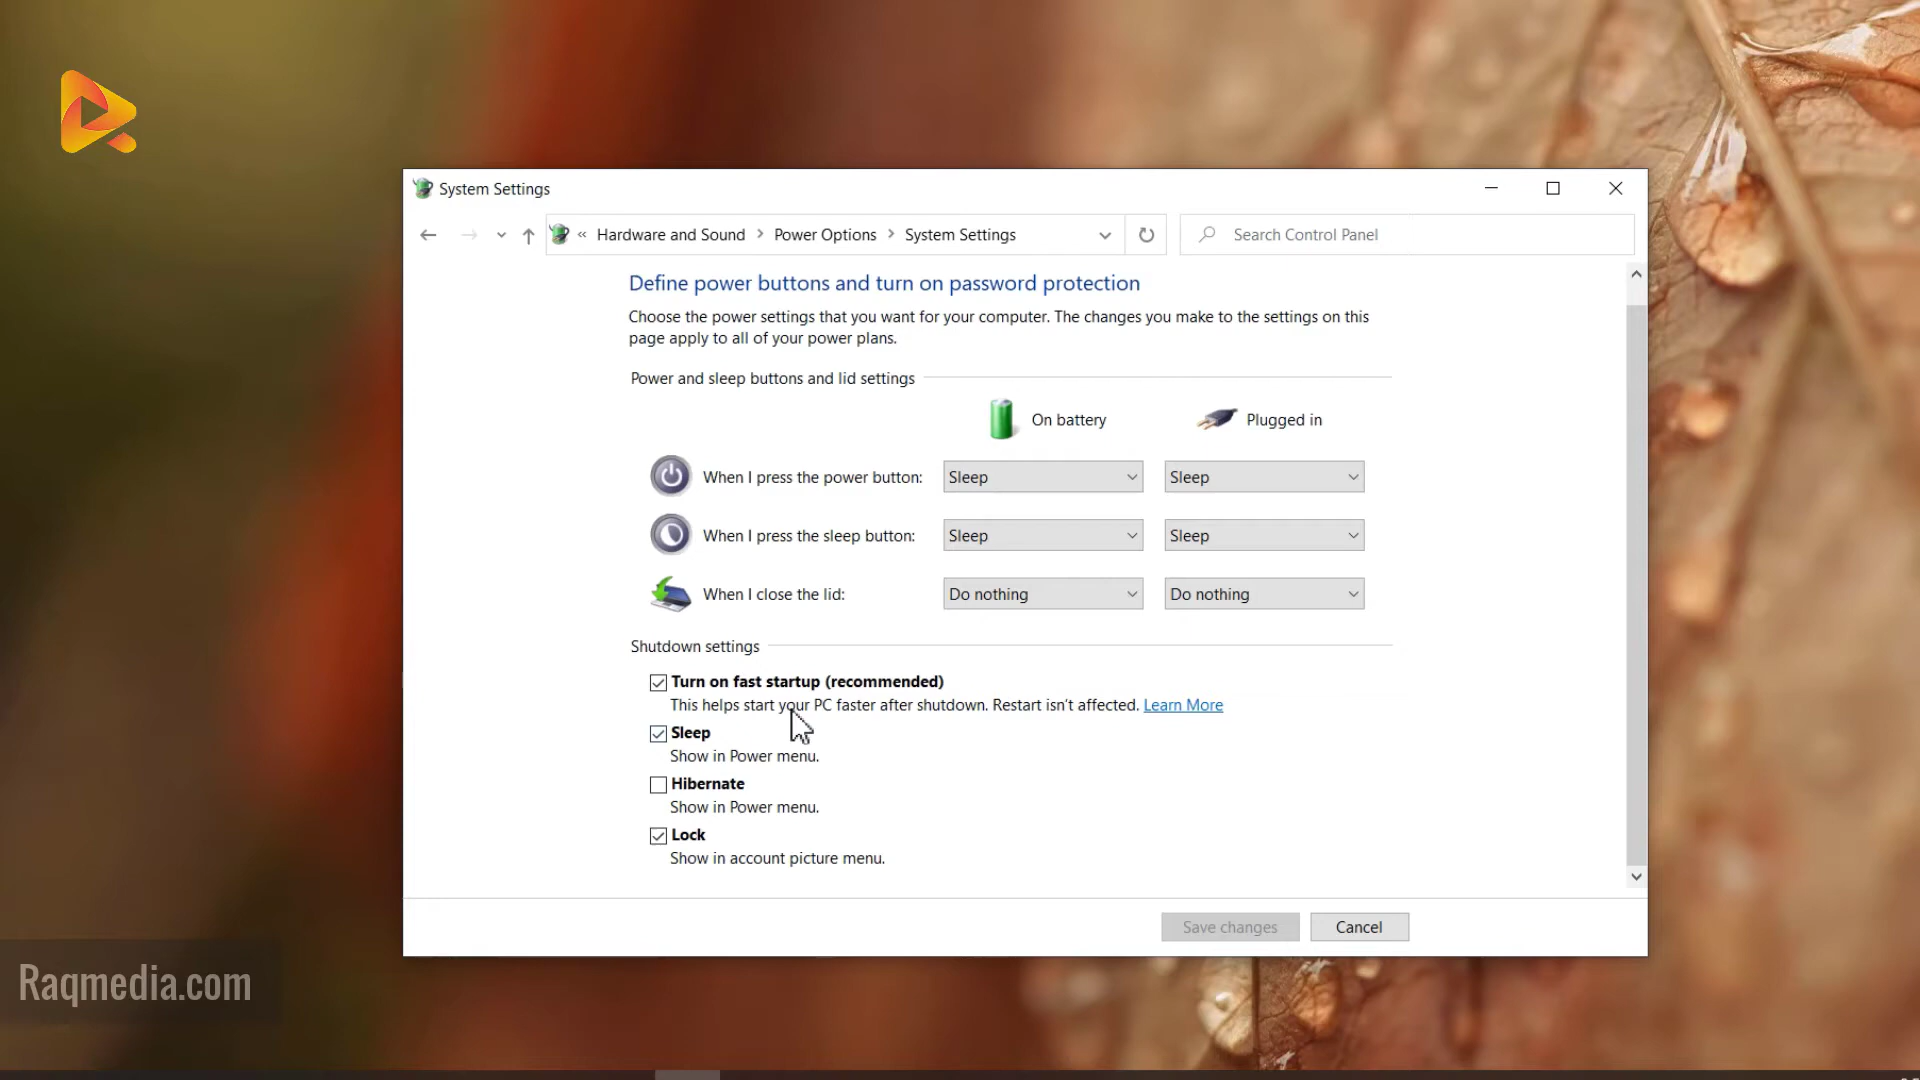 System Settings
« Hardware and Sound > Power Options > System Settings
Search Control Panel
Define power buttons and turn on password protection
Choose the power settings that you want for your computer. The changes you make to the settings on this
page apply to all of your power plans.
Power and sleep buttons and lid settings
On battery Plugged in
When I press the power button: Sleep Sleep
When I press the sleep button: Sleep Sleep
When I close the lid: Do nothing Do nothing
Shutdown settings
Turn on fast startup (recommended)
This helps start your PC faster after shutdown. Restart isn't affected. Learn More
Sleep
Show in Power menu.
Hibernate
Show in Power menu.
Lock
Show in account picture menu.
Save changes Cancel
Raqmedia.com